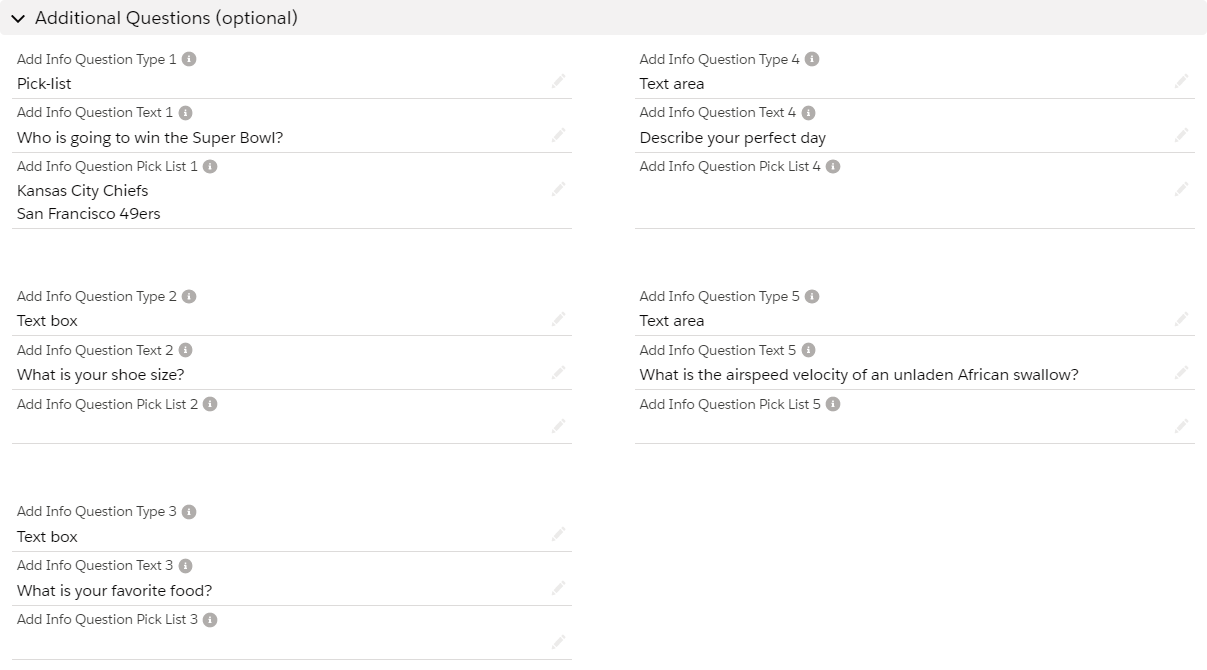 Additional Questions (optional)
Add Info Question Type 1
Pick-list
Add Info Question Text 1
Who is going to win the Super Bowl?
Add Info Question Pick List 1
Kansas City Chiefs
San Francisco 49ers
Add Info Question Type 2
Text box
Add Info Question Text 2
What is your shoe size?
Add Info Question Pick List 2
Add Info Question Type 3
Text box
Add Info Question Text 3
What is your favorite food?
Add Info Question Pick List 3
Add Info Question Type 4
Text area
Add Info Question Text 4
Describe your perfect day
Add Info Question Pick List 4
Add Info Question Type 5
Text area
Add Info Question Text 5
What is the airspeed velocity of an unladen African swallow?
Add Info Question Pick List 5